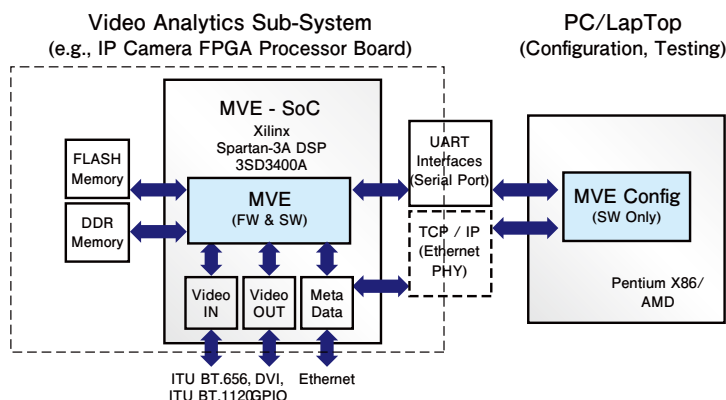 Video Analytics Sub-System
(e.g., IP Camera FPGA Processor Board)
PC/LapTop
(Configuration, Testing)
MVE - SoC
Xilinx
Spartan-3A DSP
3SD3400A
FLASH
Memory
DDR
Memory
MVE
(FW & SW)
Video
IN
Video
OUT
Meta
Data
UART
Interfaces
(Serial Port)
TCP / IP
(Ethernet
PHY)
MVE Config
(SW Only)
Pentium X86/
AMD
ITU BT.656, DVI,
ITU BT.1120GPIO
Ethernet